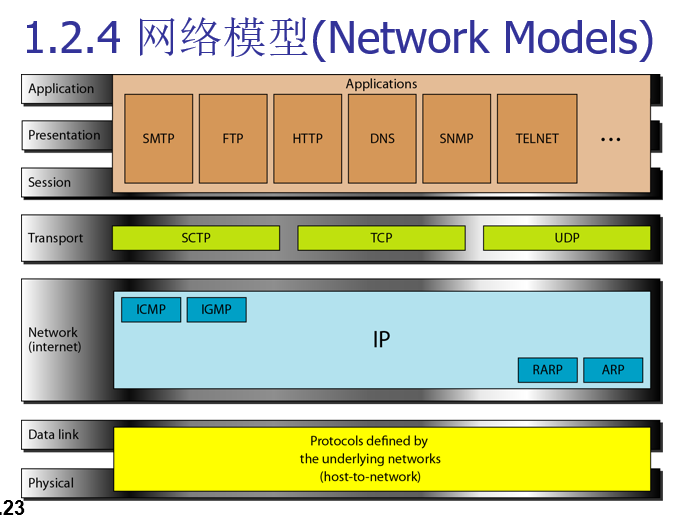 1.2.4 网络模型(Network Models)
Application
Applications
Presentation
SMTP
FTP
HTTP
DNS
SNMP
TELNET
...
Session
Transport
SCTP
TCP
UDP
Network
(internet)
ICMP
IGMP
IP
RARP
ARP
Data link
Physical
Protocols defined by
the underlying networks
(host-to-network)
.23